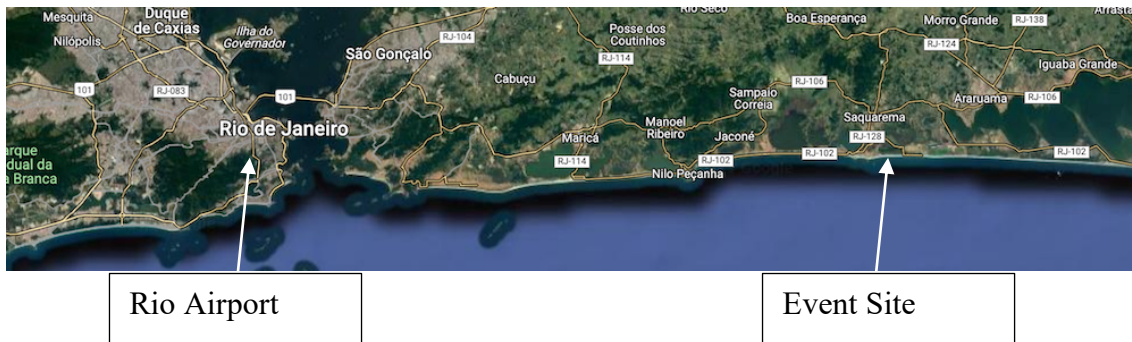 Mesquita
Duque
de Caxias
Ilha do
Governador
Nilópolis
São Gonçalo
RJ-104
Rio Seco
Posse dos
Coutinhos
RJ-114
Boa Esperança
Morro Grande
RJ-138
RJ-124
Iguaba Grande
101
RJ-083
101
Cabuçu
Sampaio
Correia
RJ-106
Araruama
RJ-106
Rio de Janeiro
Maricá
Manoel
Ribeiro
Jaconé
Saquarema
RJ-128
RJ-114
RJ-102
RJ-102
RJ-102
Nilo Peçanha
a Branca
Rio Airport
Event Site